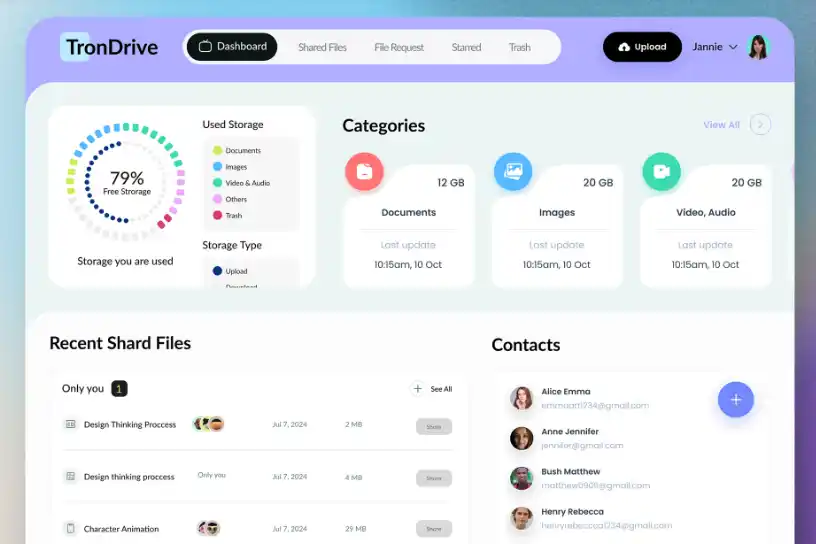 TronDrive
Dashboard
Shared Files
File Request
Starred
Trash
Upload
Jannie
79%
Free Strorage
Storage you are used
Used Storage
Documents
Images
Video & Audio
Others
Trash
Storage Type
Upload
Download
Categories
View All
12 GB
Documents
Last update
10:15am, 10 Oct
20 GB
Images
Last update
10:15am, 10 Oct
20 GB
Video, Audio
Last update
10:15am, 10 Oct
Recent Shard Files
Only you 1
+ See All
Design Thinking Proccess Jul 7, 2024 2 MB Share
Design thinking proccess Only you Jul 7, 2024 4 MB Share
Character Animation Jul 7, 2024 29 MB Share
Contacts
Alice Emma
emmaart1234@gmail.com
Anne Jennifer
jennifer@gmail.com
Bush Matthew
matthew0909@gmail.com
Henry Rebecca
henryrebeccca1234@gmail.com